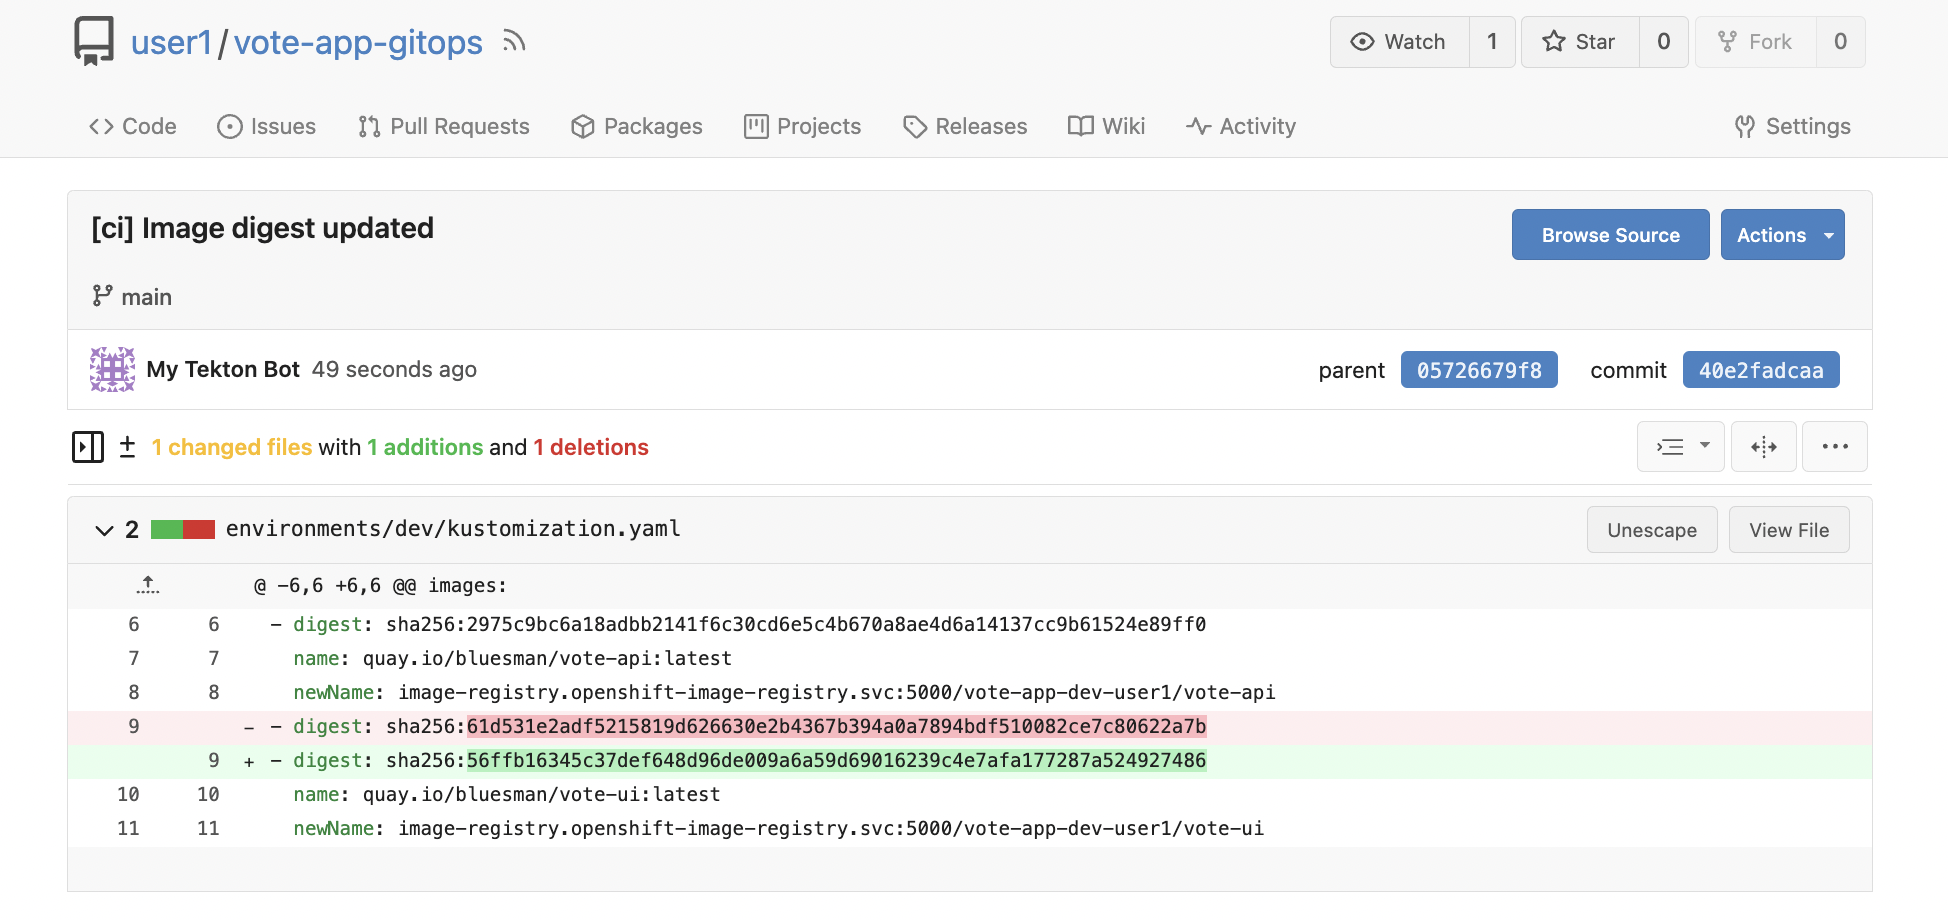 user1/vote-app-gitops
Watch 1 Star 0 Fork 0
Code Issues Pull Requests Packages Projects Releases Wiki Activity Settings
[ci] Image digest updated
Browse Source Actions
main
My Tekton Bot 49 seconds ago parent 05726679f8 commit 40e2fadcaa
± 1 changed files with 1 additions and 1 deletions
2 environments/dev/kustomization.yaml Unescape View File
@ -6,6 +6,6 @@ images:
6 6 - digest: sha256:2975c9bc6a18adbb2141f6c30cd6e5c4b670a8ae4d6a14137cc9b61524e89ff0
7 7 name: quay.io/bluesman/vote-api:latest
8 8 newName: image-registry.openshift-image-registry.svc:5000/vote-app-dev-user1/vote-api
9 - - digest: sha256:61d531e2adf5215819d626630e2b4367b394a0a7894bdf510082ce7c80622a7b
9 + - digest: sha256:56ffb16345c37def648d96de009a6a59d69016239c4e7afa177287a524927486
10 10 name: quay.io/bluesman/vote-ui:latest
11 11 newName: image-registry.openshift-image-registry.svc:5000/vote-app-dev-user1/vote-ui